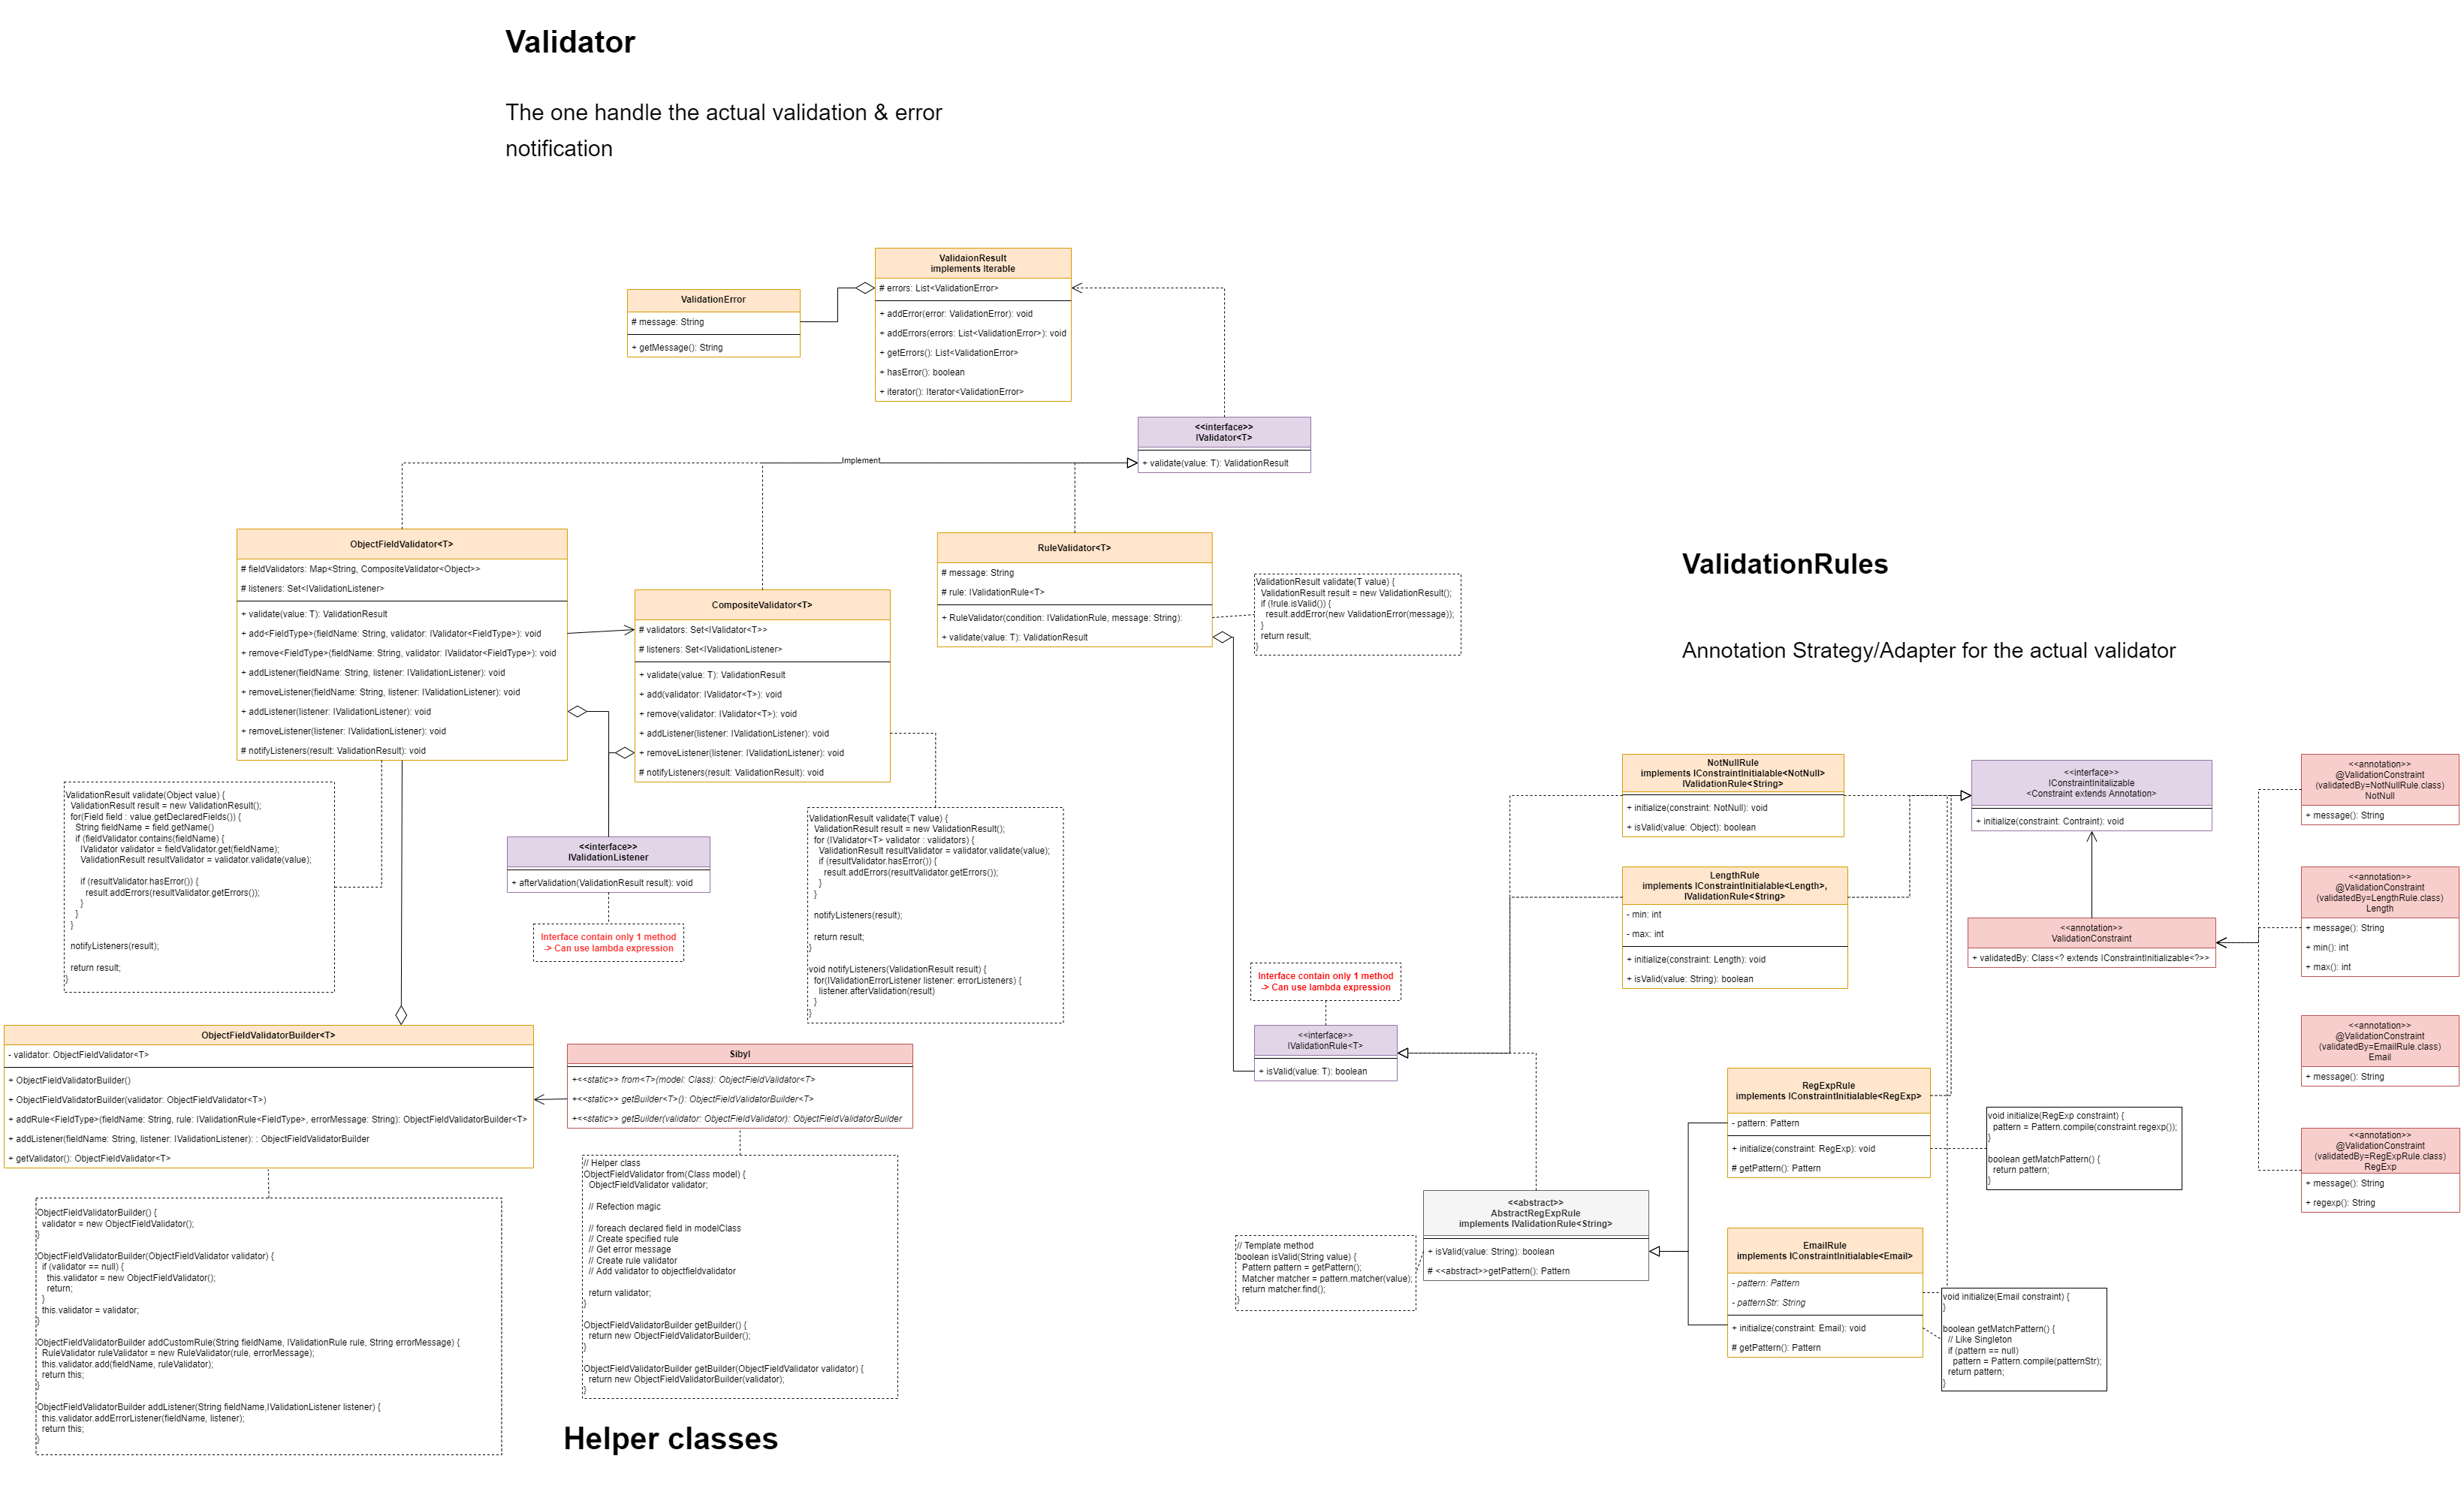 Validator
The one handle the actual validation & error
notification
ValidaionResult
implements Iterable
# errors: List<ValidationError>
+ addError(error: ValidationError): void
+ addErrors(errors: List<ValidationError>): void
+ getErrors(): List<ValidationError>
+ hasError(): boolean
+ iterator(): Iterator<ValidationError>
ValidationError
# message: String
+ getMessage(): String
<<interface>>
IValidator<T>
+ validate(value: T): ValidationResult
Implement
ObjectFieldValidator<T>
# fieldValidators: Map<String, CompositeValidator<Object>>
# listeners: Set<IValidationListener>
+ validate(value: T): ValidationResult
+ add<FieldType>(fieldName: String, validator: IValidator<FieldType>): void
+ remove<FieldType>(fieldName: String, validator: IValidator<FieldType>): void
+ addListener(fieldName: String, listener: IValidationListener): void
+ removeListener(fieldName: String, listener: IValidationListener): void
+ addListener(listener: IValidationListener): void
+ removeListener(listener: IValidationListener): void
# notifyListeners(result: ValidationResult): void
CompositeValidator<T>
# validators: Set<IValidator<T>>
# listeners: Set<IValidationListener>
+ validate(value: T): ValidationResult
+ add(validator: IValidator<T>): void
+ remove(validator: IValidator<T>): void
+ addListener(listener: IValidationListener): void
+ removeListener(listener: IValidationListener): void
# notifyListeners(result: ValidationResult): void
RuleValidator<T>
# message: String
# rule: IValidationRule<T>
+ RuleValidator(condition: IValidationRule, message: String):
+ validate(value: T): ValidationResult
ValidationResult validate(T value) {
ValidationResult result = new ValidationResult();
if (!rule.isValid()) {
result.addError(new ValidationError(message));
}
return result;
}
ValidationResult validate(Object value) {
ValidationResult result = new ValidationResult();
for(Field field : value.getDeclaredFields()) {
String fieldName = field.getName()
if (fieldValidator.contains(fieldName) {
IValidator validator = fieldValidator.get(fieldName);
ValidationResult resultValidator = validator.validate(value);
if (resultValidator.hasError()) {
result.addErrors(resultValidator.getErrors());
}
}
}
notifyListeners(result);
return result;
}
<<interface>>
IValidationListener
+ afterValidation(ValidationResult result): void
Interface contain only 1 method
-> Can use lambda expression
ValidationResult validate(T value) {
ValidationResult result = new ValidationResult();
for (IValidator<T> validator : validators) {
ValidationResult resultValidator = validator.validate(value);
if (resultValidator.hasError()) {
result.addErrors(resultValidator.getErrors());
}
}
notifyListeners(result);
return result;
}
void notifyListeners(ValidationResult result) {
for(IValidationErrorListener listener: errorListeners) {
listener.afterValidation(result)
}
}
ObjectFieldValidatorBuilder<T>
- validator: ObjectFieldValidator<T>
+ ObjectFieldValidatorBuilder()
+ ObjectFieldValidatorBuilder(validator: ObjectFieldValidator<T>)
+ addRule<FieldType>(fieldName: String, rule: IValidationRule<FieldType>, errorMessage: String): ObjectFieldValidatorBuilder<T>
+ addListener(fieldName: String, listener: IValidationListener): : ObjectFieldValidatorBuilder
+ getValidator(): ObjectFieldValidator<T>
Sibyl
+<<static>> from<T>(model: Class): ObjectFieldValidator<T>
+<<static>> getBuilder<T>(): ObjectFieldValidatorBuilder<T>
+<<static>> getBuilder(validator: ObjectFieldValidator): ObjectFieldValidatorBuilder
ObjectFieldValidatorBuilder() {
validator = new ObjectFieldValidator();
}
ObjectFieldValidatorBuilder(ObjectFieldValidator validator) {
if (validator == null) {
this.validator = new ObjectFieldValidator();
return;
}
this.validator = validator;
}
ObjectFieldValidatorBuilder addCustomRule(String fieldName, IValidationRule rule, String errorMessage) {
RuleValidator ruleValidator = new RuleValidator(rule, errorMessage);
this.validator.add(fieldName, ruleValidator);
return this;
}
ObjectFieldValidatorBuilder addListener(String fieldName,IValidationListener listener) {
this.validator.addErrorListener(fieldName, listener);
return this;
}
// Helper class
ObjectFieldValidator from(Class model) {
ObjectFieldValidator validator;
// Refection magic
// foreach declared field in modelClass
// Create specified rule
// Get error message
// Create rule validator
// Add validator to objectfieldvalidator
return validator;
}
ObjectFieldValidatorBuilder getBuilder() {
return new ObjectFieldValidatorBuilder();
}
ObjectFieldValidatorBuilder getBuilder(ObjectFieldValidator validator) {
return new ObjectFieldValidatorBuilder(validator);
}
Helper classes
ValidationRules
Annotation Strategy/Adapter for the actual validator
NotNullRule
implements IConstraintInitialable<NotNull>
IValidationRule<String>
+ initialize(constraint: NotNull): void
+ isValid(value: Object): boolean
LengthRule
implements IConstraintInitialable<Length>,
IValidationRule<String>
- min: int
- max: int
+ initialize(constraint: Length): void
+ isValid(value: String): boolean
<<interface>>
IConstraintInitalizable
<Constraint extends Annotation>
+ initialize(constraint: Contraint): void
<<annotation>>
ValidationConstraint
+ validatedBy: Class<? extends IConstraintInitializable<?>>
<<annotation>>
@ValidationConstraint
(validatedBy=NotNullRule.class)
NotNull
+ message(): String
<<annotation>>
@ValidationConstraint
(validatedBy=LengthRule.class)
Length
+ message(): String
+ min(): int
+ max(): int
<<annotation>>
@ValidationConstraint
(validatedBy=EmailRule.class)
Email
+ message(): String
<<annotation>>
@ValidationConstraint
(validatedBy=RegExpRule.class)
RegExp
+ message(): String
+ regexp(): String
Interface contain only 1 method
-> Can use lambda expression
<<interface>>
IValidationRule<T>
+ isValid(value: T): boolean
RegExpRule
implements IConstraintInitialable<RegExp>
- pattern: Pattern
+ initialize(constraint: RegExp): void
# getPattern(): Pattern
void initialize(RegExp constraint) {
pattern = Pattern.compile(constraint.regexp());
}
boolean getMatchPattern() {
return pattern;
}
<<abstract>>
AbstractRegExpRule
implements IValidationRule<String>
+ isValid(value: String): boolean
# <<abstract>>getPattern(): Pattern
// Template method
boolean isValid(String value) {
Pattern pattern = getPattern();
Matcher matcher = pattern.matcher(value);
return matcher.find();
}
EmailRule
implements IConstraintInitialable<Email>
- pattern: Pattern
- patternStr: String
+ initialize(constraint: Email): void
# getPattern(): Pattern
void initialize(Email constraint) {
}
boolean getMatchPattern() {
// Like Singleton
if (pattern == null)
pattern = Pattern.compile(patternStr);
return pattern;
}